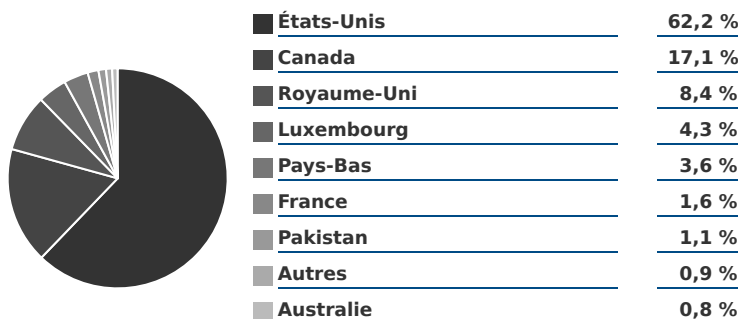 États-Unis 62,2 %
Canada 17,1 %
Royaume-Uni 8,4 %
Luxembourg 4,3 %
Pays-Bas 3,6 %
France 1,6 %
Pakistan 1,1 %
Autres 0,9 %
Australie 0,8 %